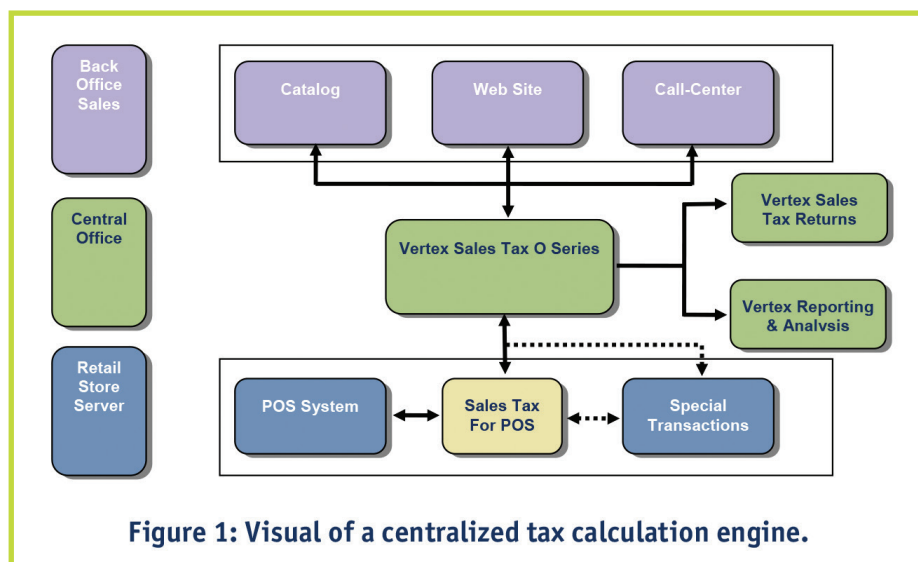 Back
Office
Sales
Catalog
Web Site
Call-Center
Central
Office
Vertex Sales Tax O Series
Vertex Sales
Tax Returns
Vertex Reporting
& Analvsis
Retail
Store
Server
POS System
Sales Tax
For POS
Special
Transactions
Figure 1: Visual of a centralized tax calculation engine.